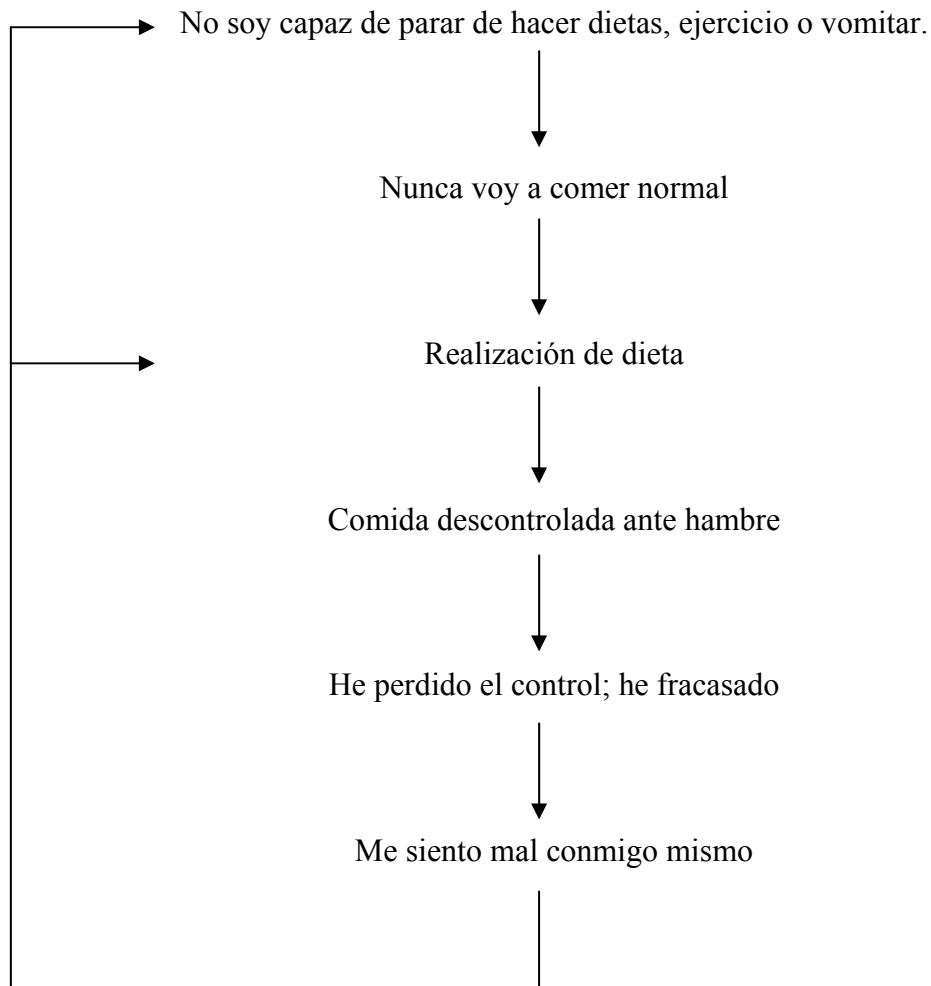 No soy capaz de parar de hacer dietas, ejercicio o vomitar.
Nunca voy a comer normal
Realización de dieta
Comida descontrolada ante hambre
He perdido el control; he fracasado
Me siento mal conmigo mismo